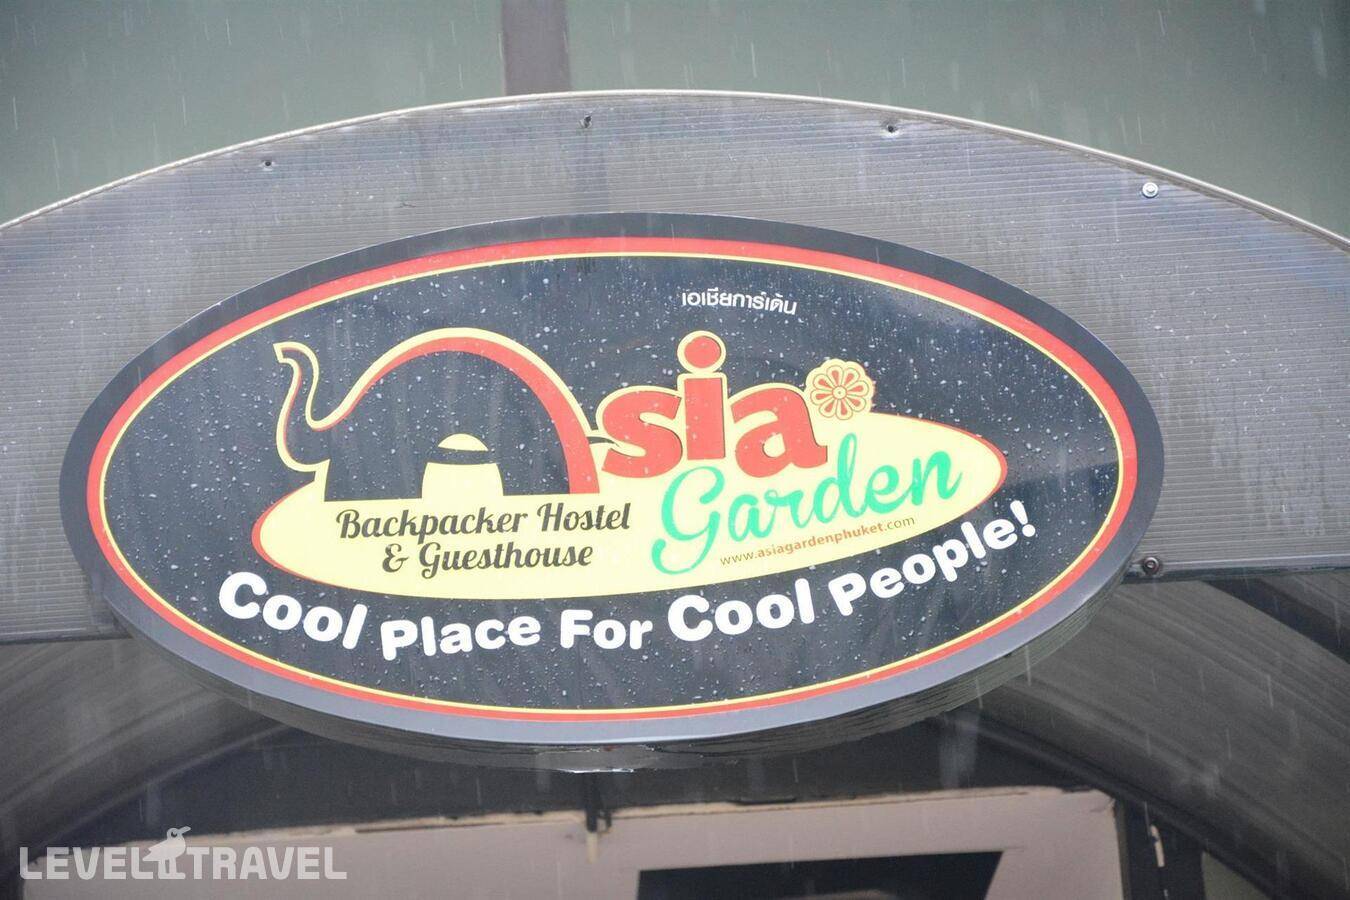 เอเชียการ์เด้น
Asia
Garden
Backpacker Hostel
& Guesthouse
www.asiagardenphuket.com
Cool Place For Cool People!
LEVEL TRAVEL